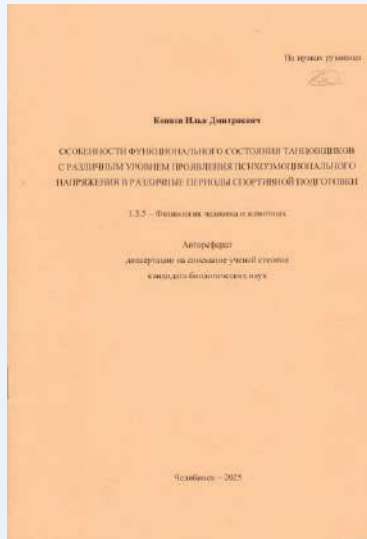 На правах рукописи
Илья Дмитриевич
ОСОБЕННОСТИ ФУНКЦИОНАЛЬНОГО СОСТОЯНИЯ ТАНЦОВЩИКОВ
С РАЗЛИЧНЫМ УРОВНЕМ ПРОЯВЛЕНИЯ ПСИХОЭМОЦИОНАЛЬНОГО
НАПРЯЖЕНИЯ В РАЗЛИЧНЫЕ ПЕРИОДЫ СПОРТИВНОЙ ПОДГОТОВКИ
1.5.5 – Физиология человека и животных
Автореферат
диссертации на соискание ученой степени
кандидата биологических наук
Челябинск – 2025